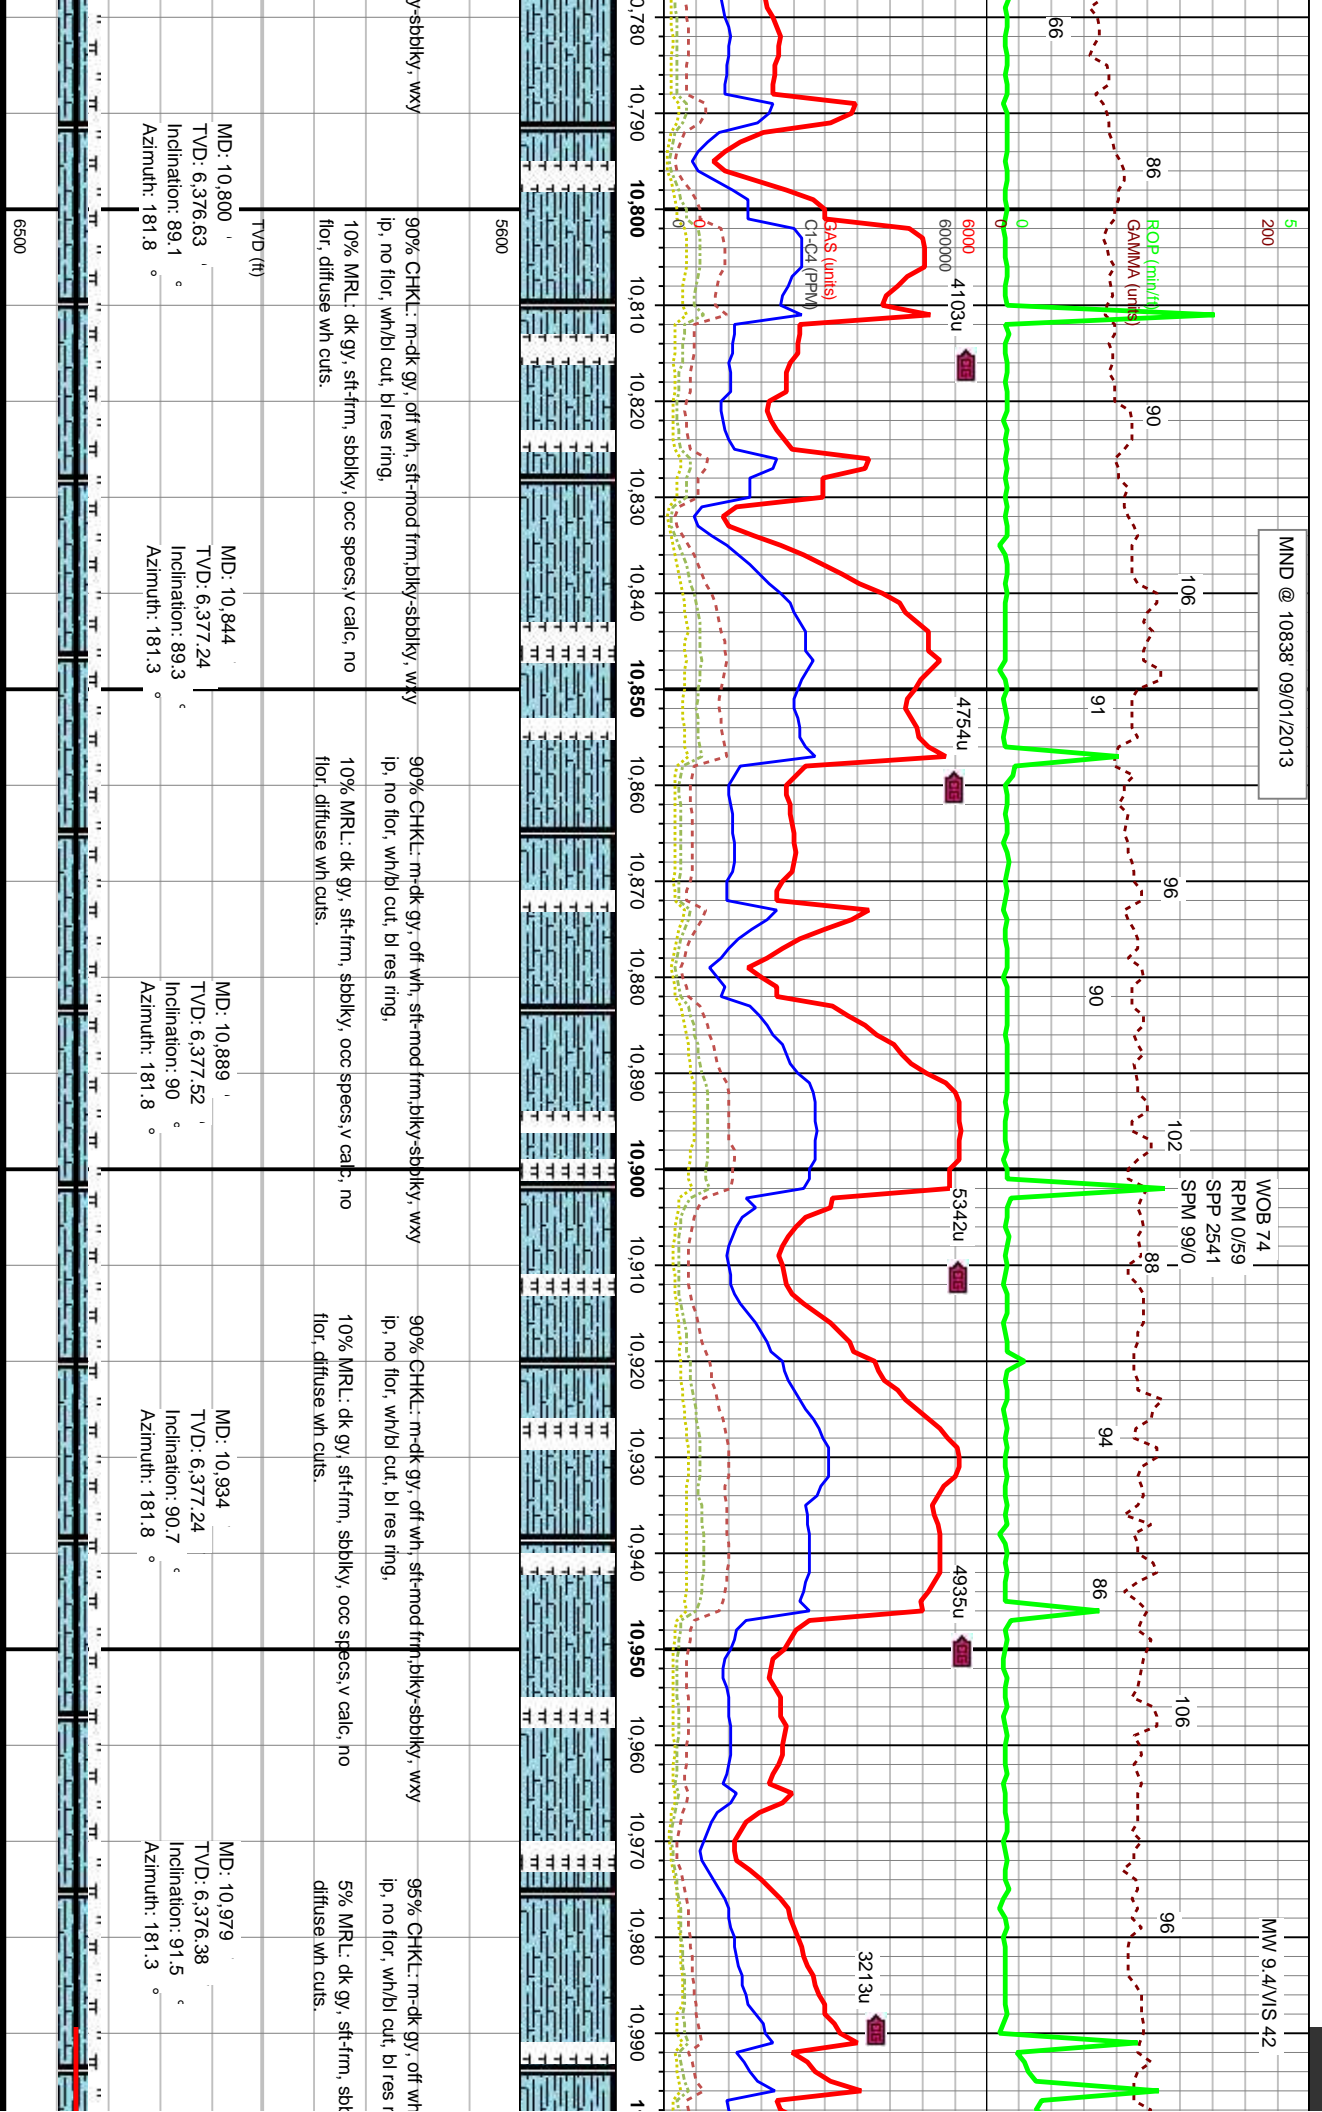 5
200
ROP (min/ft)
GAMMA (units)
0
0
6000
600000
GAS (units)
C1-C4 (PPM)
0
0
MND @ 10838' 09/01/2013
WOB 74
RPM 0/59
SPP 2541
SPM 99/0
MW 9.4/VIS 42
66
86
90
106
91
96
90
102
88
94
86
106
96
4103u
4754u
5342u
4935u
3213u
10,780
10,790
10,800
10,810
10,820
10,830
10,840
10,850
10,860
10,870
10,880
10,890
10,900
10,910
10,920
10,930
10,940
10,950
10,960
10,970
10,980
10,990
y-sbblky, wxy
90% CHKL: m-dk gy, off wh, sft-mod frm,blky-sbblky, wxy
ip, no flor, wh/bl cut, bl res ring,
10% MRL: dk gy, sft-frm, sbblky, occ specs,v calc, no
flor, diffuse wh cuts.
90% CHKL: m-dk gy, off wh, sft-mod frm,blky-sbblky, wxy
ip, no flor, wh/bl cut, bl res ring,
10% MRL: dk gy, sft-frm, sbblky, occ specs,v calc, no
flor, diffuse wh cuts.
90% CHKL: m-dk gy, off wh, sft-mod frm,blky-sbblky, wxy
ip, no flor, wh/bl cut, bl res ring,
10% MRL: dk gy, sft-frm, sbblky, occ specs,v calc, no
flor, diffuse wh cuts.
95% CHKL: m-dk gy, off wh
ip, no flor, wh/bl cut, bl res r
5% MRL: dk gy, sft-frm, sbb
diffuse wh cuts.
5600
TVD (ft)
6500
MD: 10,800
TVD: 6,376.63
Inclination: 89.1 °
Azimuth: 181.8 °
MD: 10,844
TVD: 6,377.24
Inclination: 89.3 °
Azimuth: 181.3 °
MD: 10,889
TVD: 6,377.52
Inclination: 90 °
Azimuth: 181.8 °
MD: 10,934
TVD: 6,377.24
Inclination: 90.7 °
Azimuth: 181.8 °
MD: 10,979
TVD: 6,376.38
Inclination: 91.5 °
Azimuth: 181.3 °